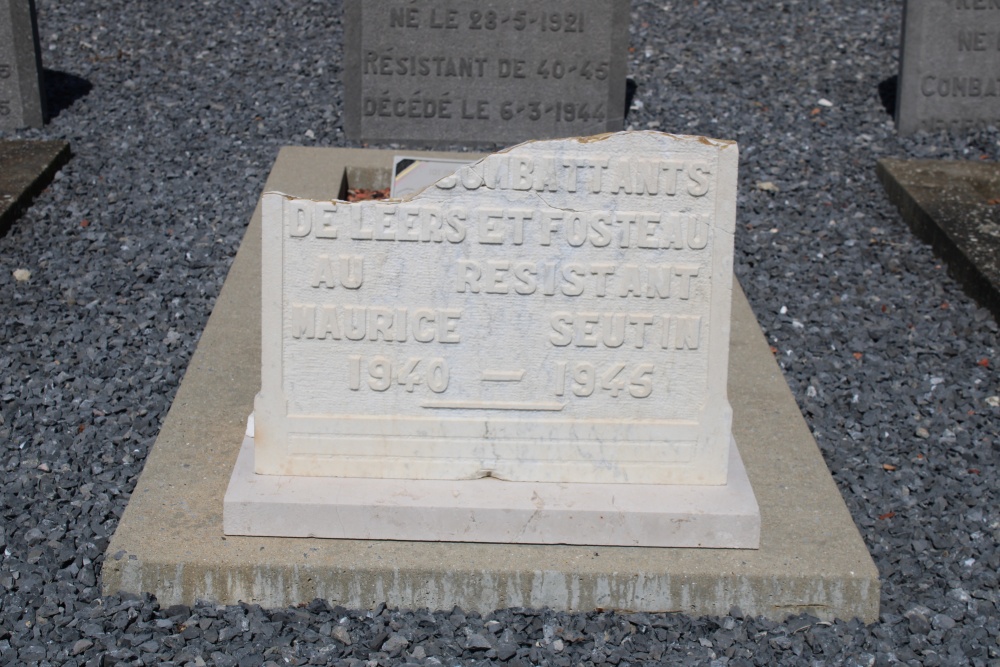 NÉ LE 28-5-1921
RÉSISTANT DE 40-45
DÉCÉDÉ LE 6-3-1944
COMBATTANTS
DE LEERS ET FOSTEAU
AU RESISTANT
MAURICE SEUTIN
1940 — 1945